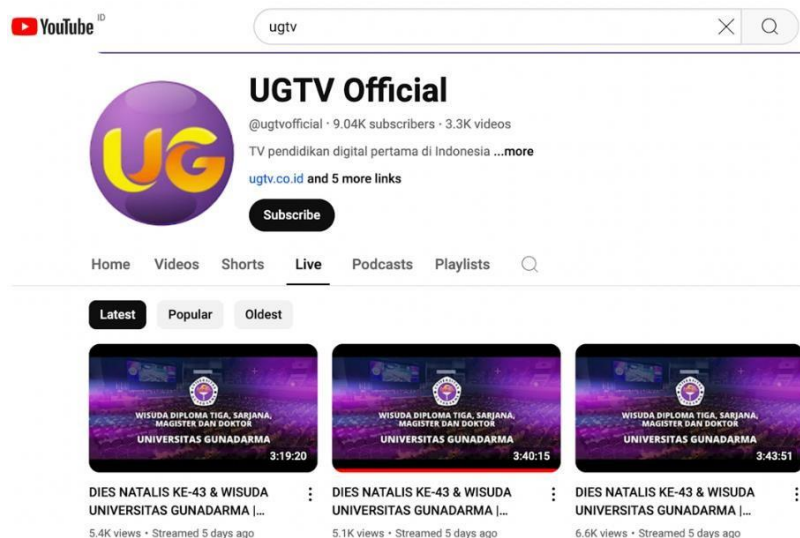 YouTube ID
ugtv
UG
UGTV Official
@ugtvofficial · 9.04K subscribers · 3.3K videos
TV pendidikan digital pertama di Indonesia ...more
ugtv.co.id and 5 more links
Subscribe
Home Videos Shorts Live Podcasts Playlists
Latest Popular Oldest
WISUDA DIPLOMA TIGA, SARJANA,
MAGISTER DAN DOKTOR
UNIVERSITAS GUNADARMA
3:19:20
DIES NATALIS KE-43 & WISUDA
UNIVERSITAS GUNADARMA |...
5.4K views • Streamed 5 days ago
WISUDA DIPLOMA TIGA, SARJANA,
MAGISTER DAN DOKTOR
UNIVERSITAS GUNADARMA
3:40:15
DIES NATALIS KE-43 & WISUDA
UNIVERSITAS GUNADARMA |...
5.1K views • Streamed 5 days ago
WISUDA DIPLOMA TIGA, SARJANA,
MAGISTER DAN DOKTOR
UNIVERSITAS GUNADARMA
3:43:51
DIES NATALIS KE-43 & WISUDA
UNIVERSITAS GUNADARMA |...
6.6K views • Streamed 5 days ago